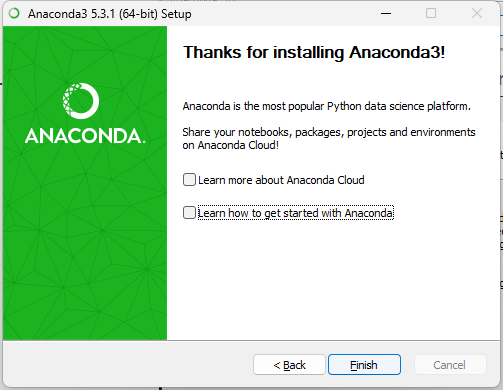 Anaconda3 5.3.1 (64-bit) Setup
Thanks for installing Anaconda3!
ANACONDA.
Anaconda is the most popular Python data science platform.
Share your notebooks, packages, projects and environments
on Anaconda Cloud!
Learn more about Anaconda Cloud
Learn how to get started with Anaconda
< Back
Finish
Cancel